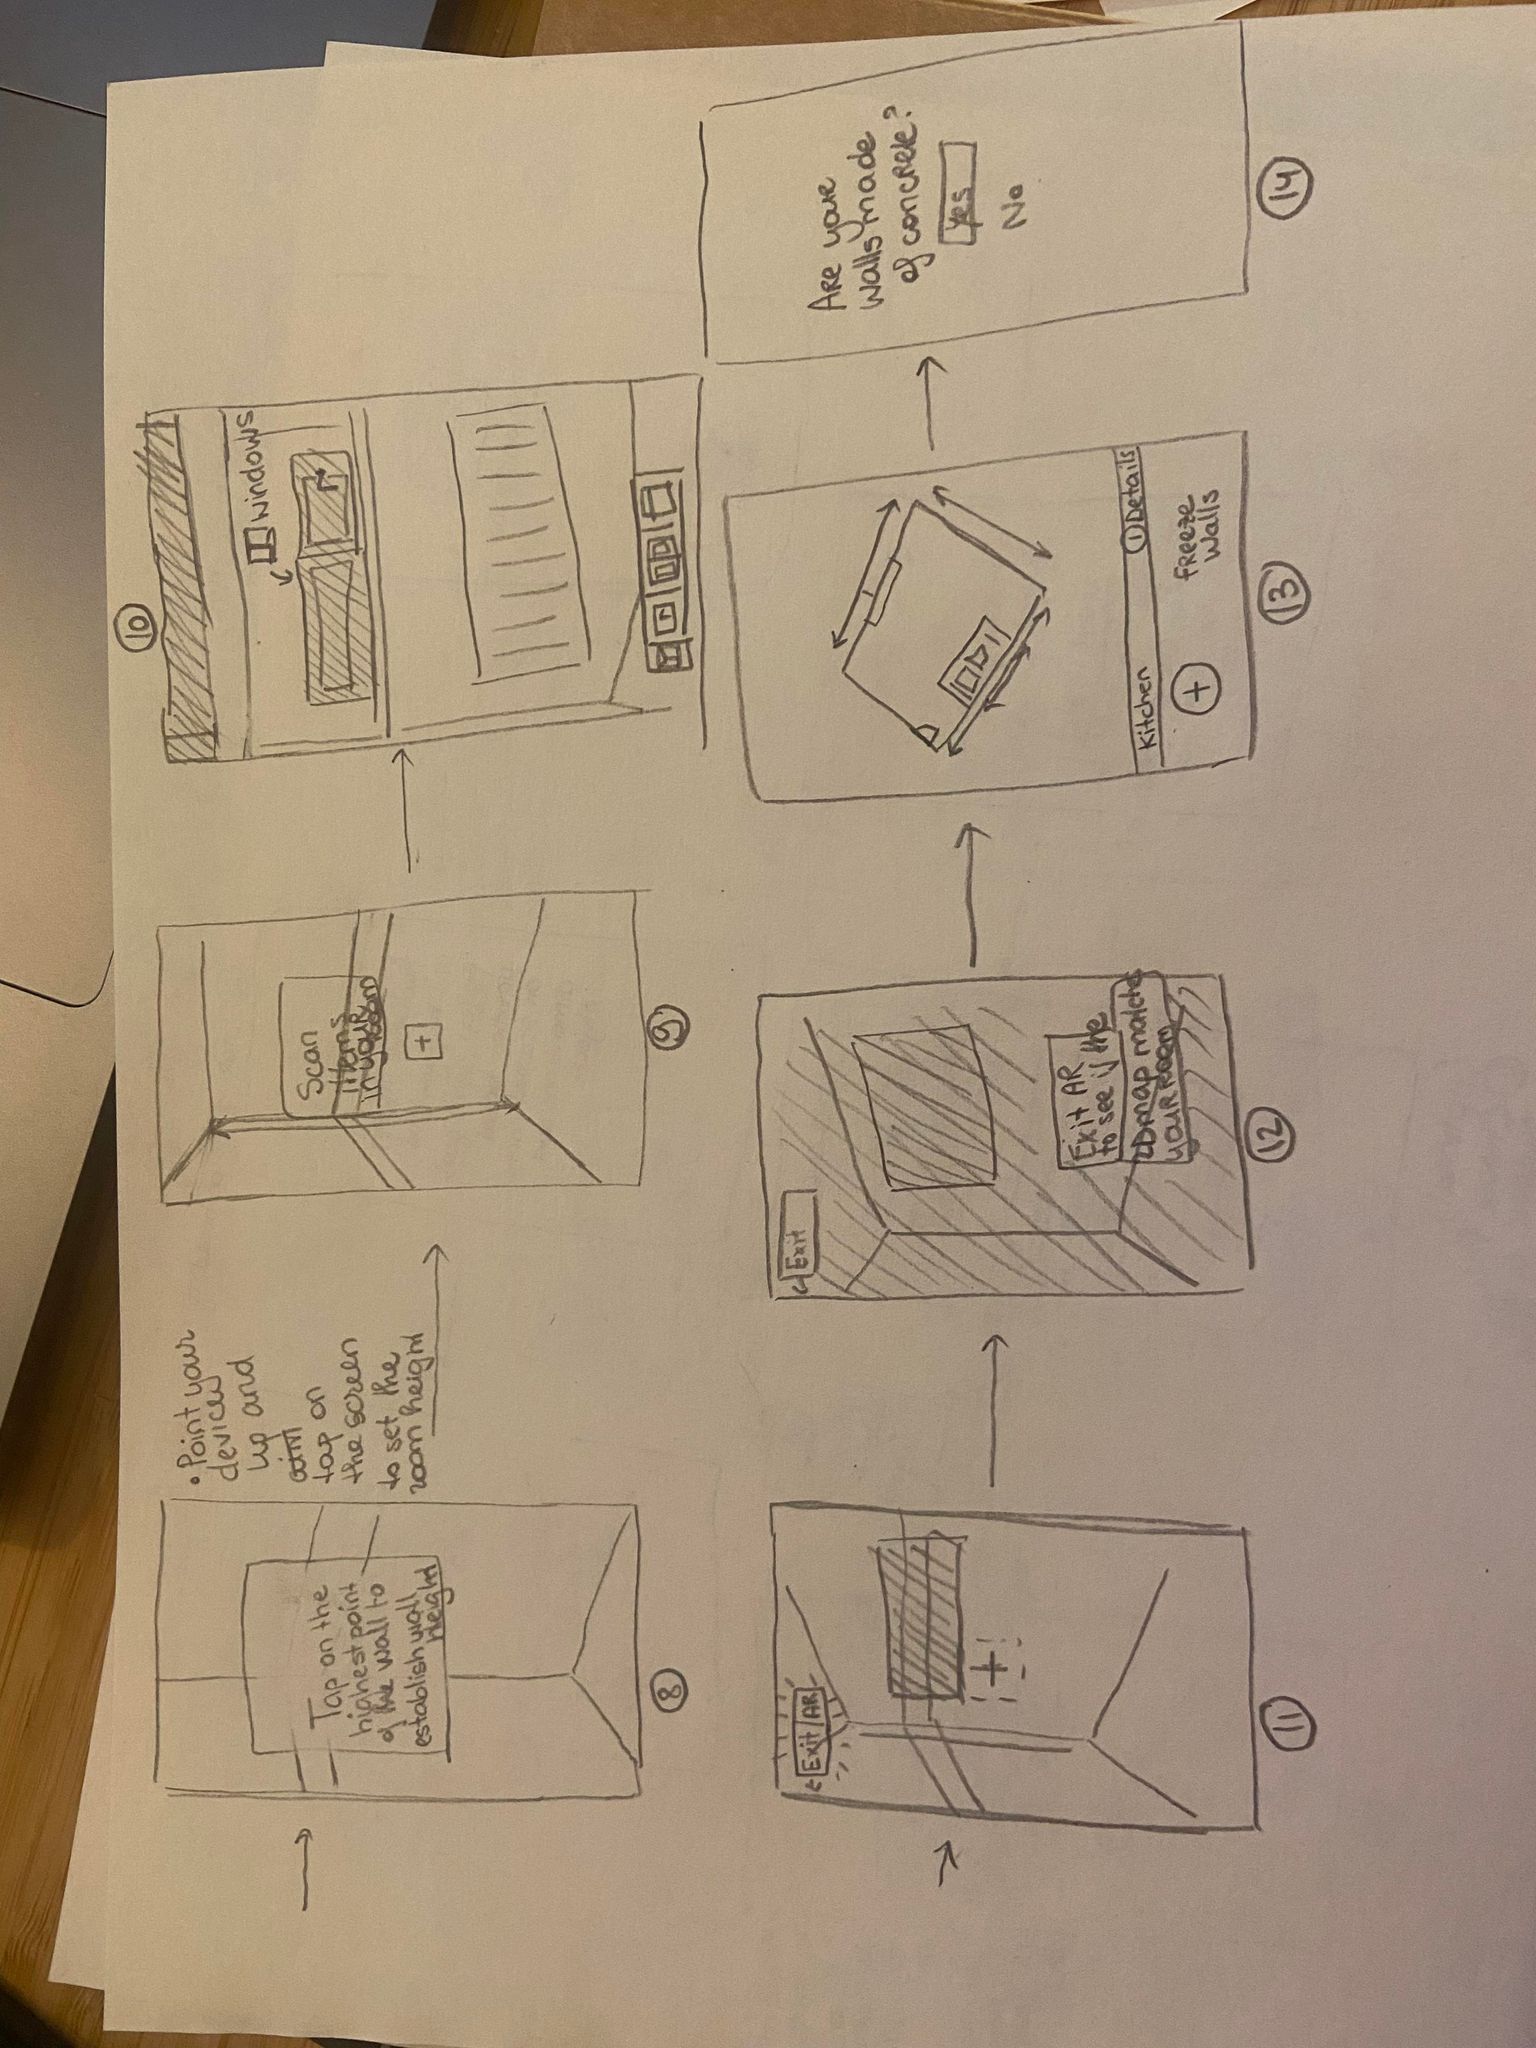 Tap on the
highest point
of the wall to
establish wall
height
8
• Point your
device
up and
aim
tap on
the screen
to set the
room height
Scan
items
in your
room
+
9
10
Windows
Exit AR
+
11
Exit
Exit AR
to see if the
2D map matches
your room
12
Kitchen
i Details
+
Freeze
Walls
13
Are your
walls made
of concrete?
Yes
No
14